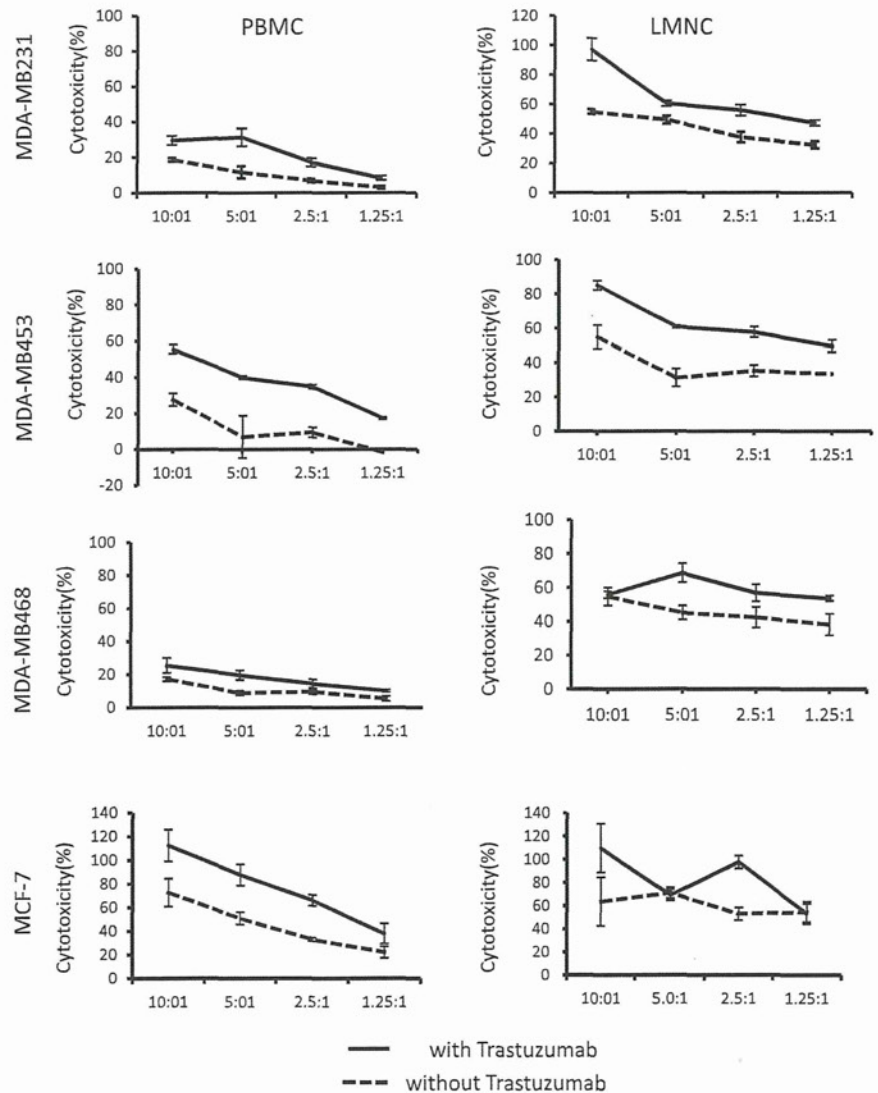 PBMC
LMNC
MDA-MB231
Cytotoxicity(%)
100
80
60
40
20
0
10:01 5:01 2.5:1 1.25:1
Cytotoxicity(%)
120
100
80
60
40
20
0
10:01 5:01 2.5:1 1.25:1
MDA-MB453
Cytotoxicity(%)
100
80
60
40
20
0
-20
10:01 5:01 2.5:1 1.25:1
Cytotoxicity(%)
100
80
60
40
20
0
10:01 5:01 2.5:1 1.25:1
MDA-MB468
Cytotoxicity(%)
100
80
60
40
20
0
10:01 5:01 2.5:1 1.25:1
Cytotoxicity(%)
100
80
60
40
20
0
10:01 5:01 2.5:1 1.25:1
MCF-7
Cytotoxicity(%)
140
120
100
80
60
40
20
0
10:01 5:01 2.5:1 1.25:1
Cytotoxicity(%)
140
120
100
80
60
40
20
0
10:01 5.0:1 2.5:1 1.25:1
with Trastuzumab
without Trastuzumab